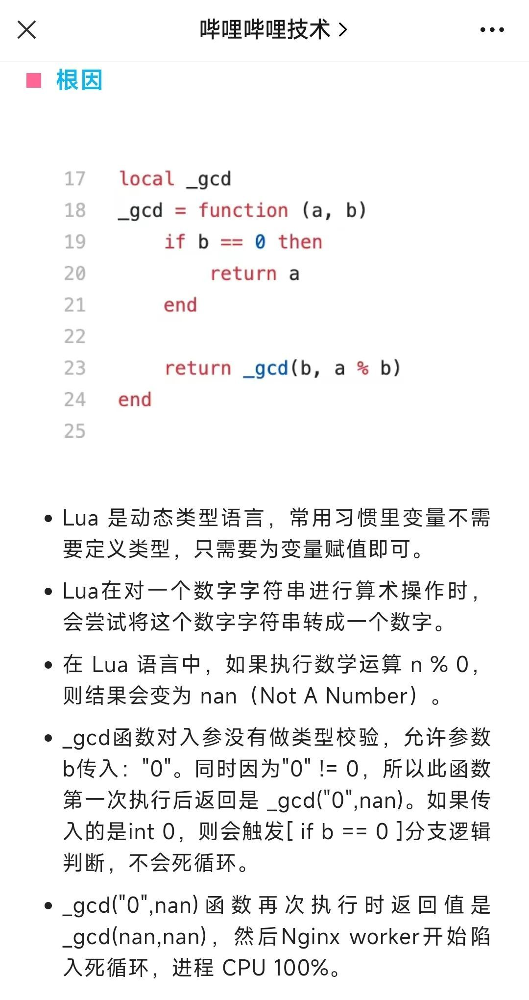 哔哩哔哩技术
根因
17 local _gcd
18 _gcd = function (a, b)
19 if b == 0 then
20 return a
21 end
22
23 return _gcd(b, a % b)
24 end
25
• Lua 是动态类型语言，常用习惯里变量不需
要定义类型，只需要为变量赋值即可。
• Lua在对一个数字字符串进行算术操作时，
会尝试将这个数字字符串转成一个数字。
• 在 Lua 语言中，如果执行数学运算 n % 0，
则结果会变为 nan（Not A Number）。
• _gcd函数对入参没有做类型校验，允许参数
b传入："0"。同时因为"0" != 0，所以此函数
第一次执行后返回是 _gcd("0",nan)。如果传
入的是int 0，则会触发[ if b == 0 ]分支逻辑
判断，不会死循环。
• _gcd("0",nan)函数再次执行时返回值是
_gcd(nan,nan)，然后Nginx worker开始陷
入死循环，进程 CPU 100%。